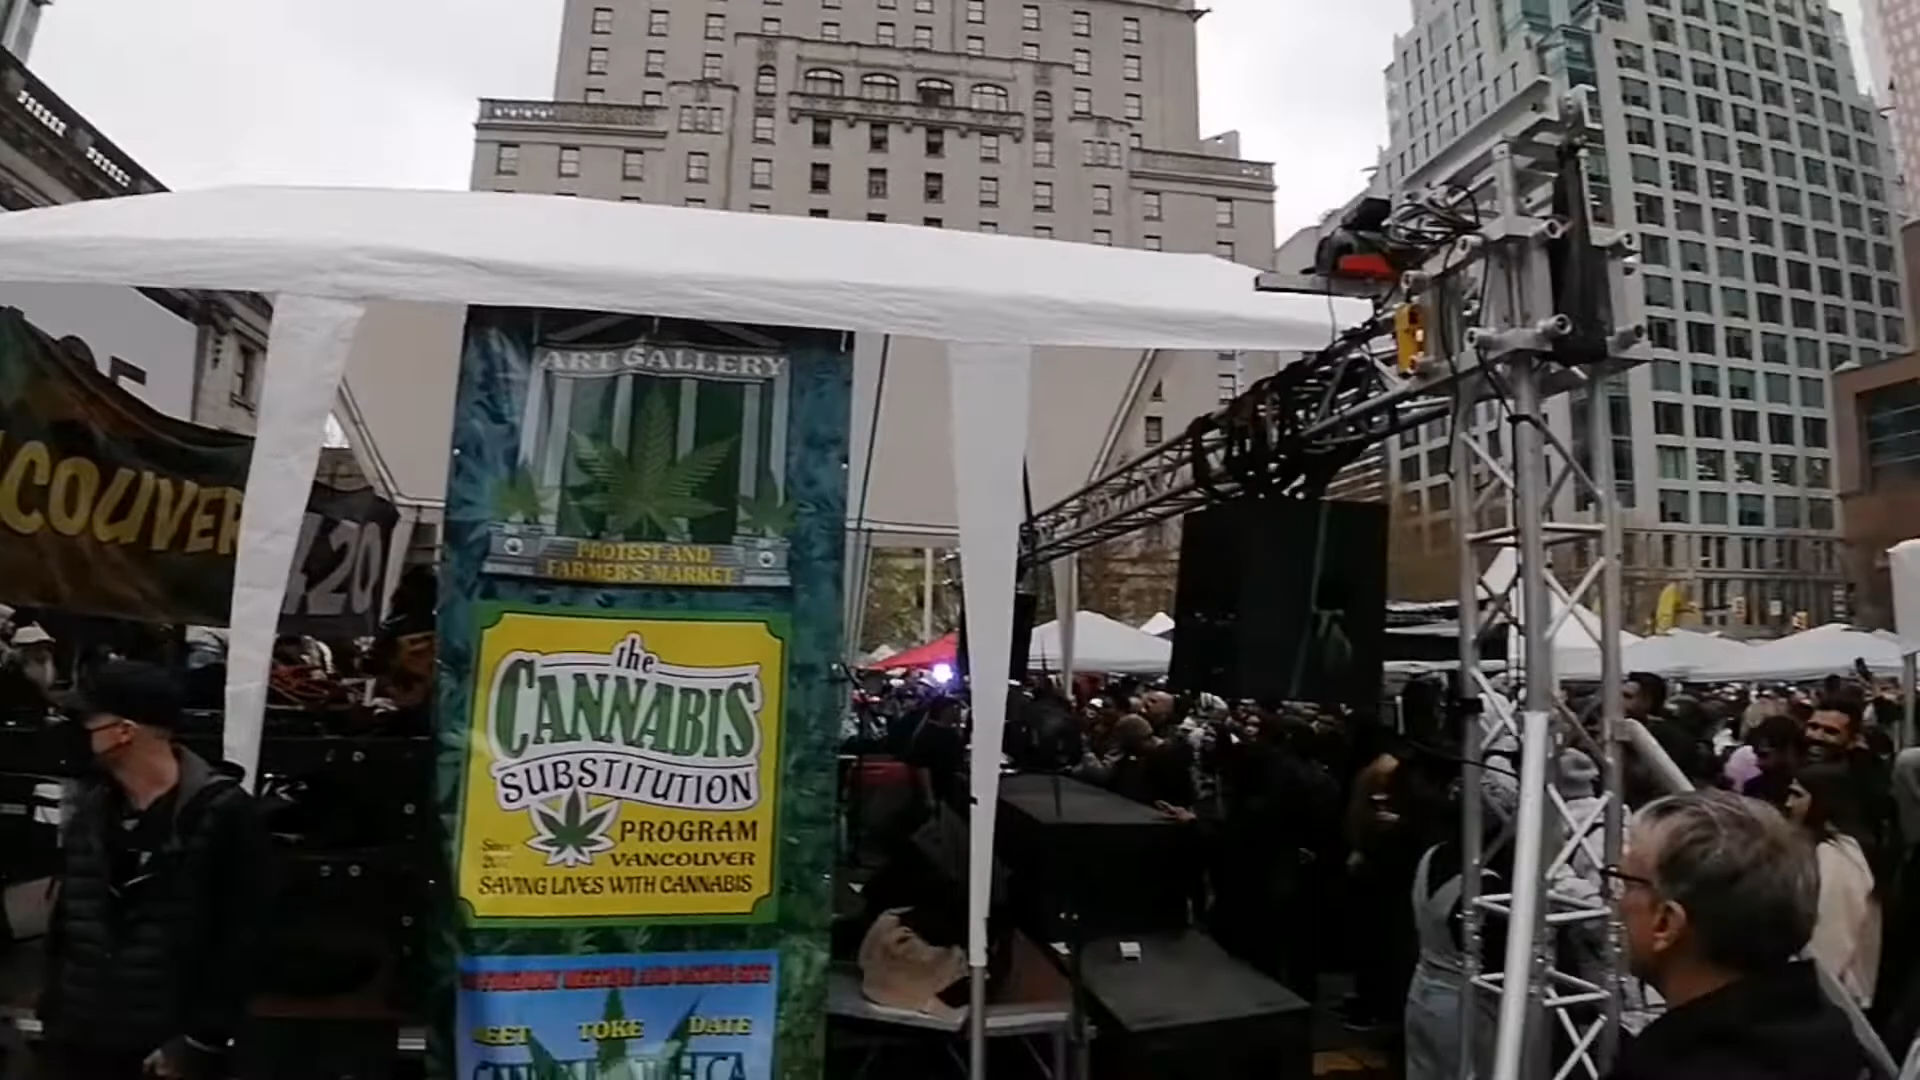 ART GALLERY
PROTEST AND
FARMER'S MARKET
COUVER
420
the
CANNABIS
SUBSTITUTION
PROGRAM
Since
VANCOUVER
SAVING LIVES WITH CANNABIS
MEET TOKE DATE